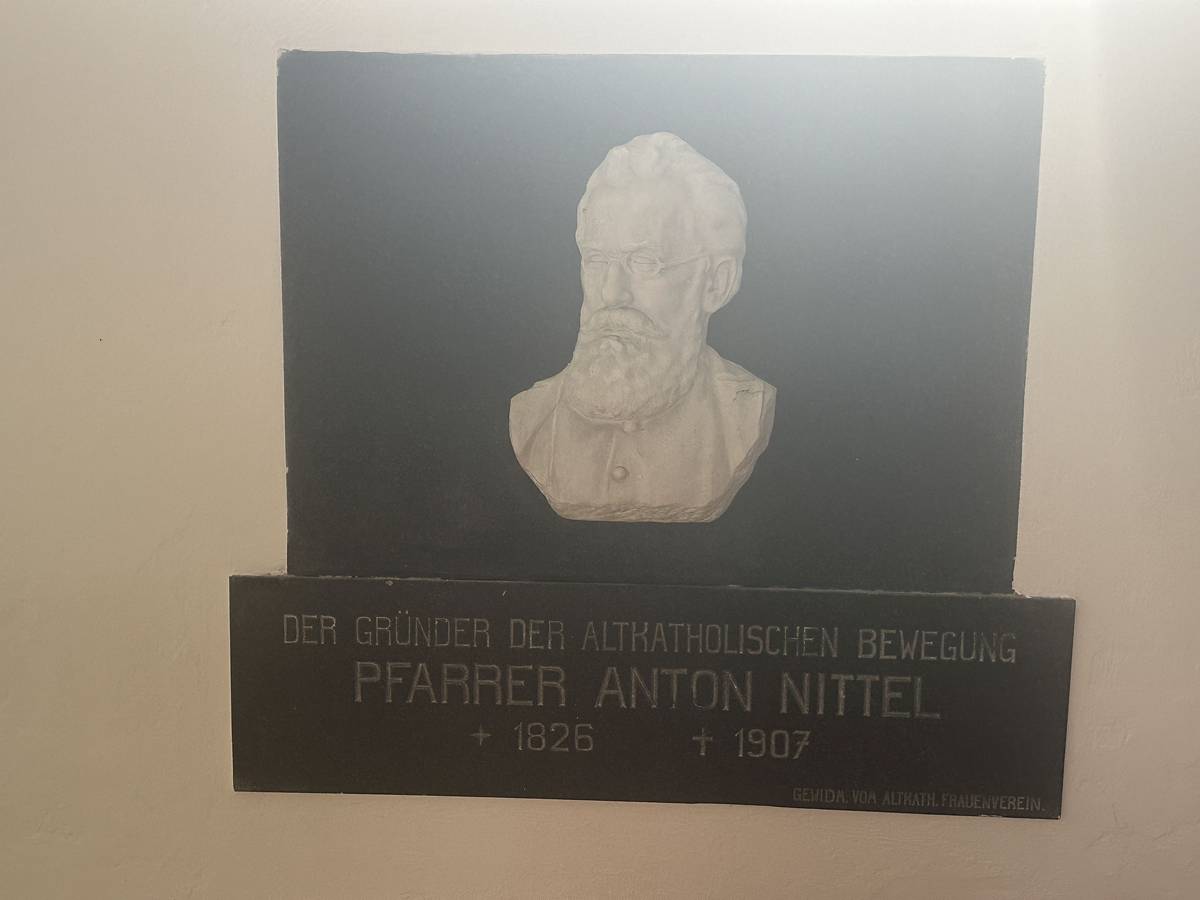 DER GRÜNDER DER ALTKATHOLISCHEN BEWEGUNG
PFARRER ANTON NITTEL
+ 1826 † 1907
GEWIDM. VOM ALTKATH. FRAUENVEREIN.